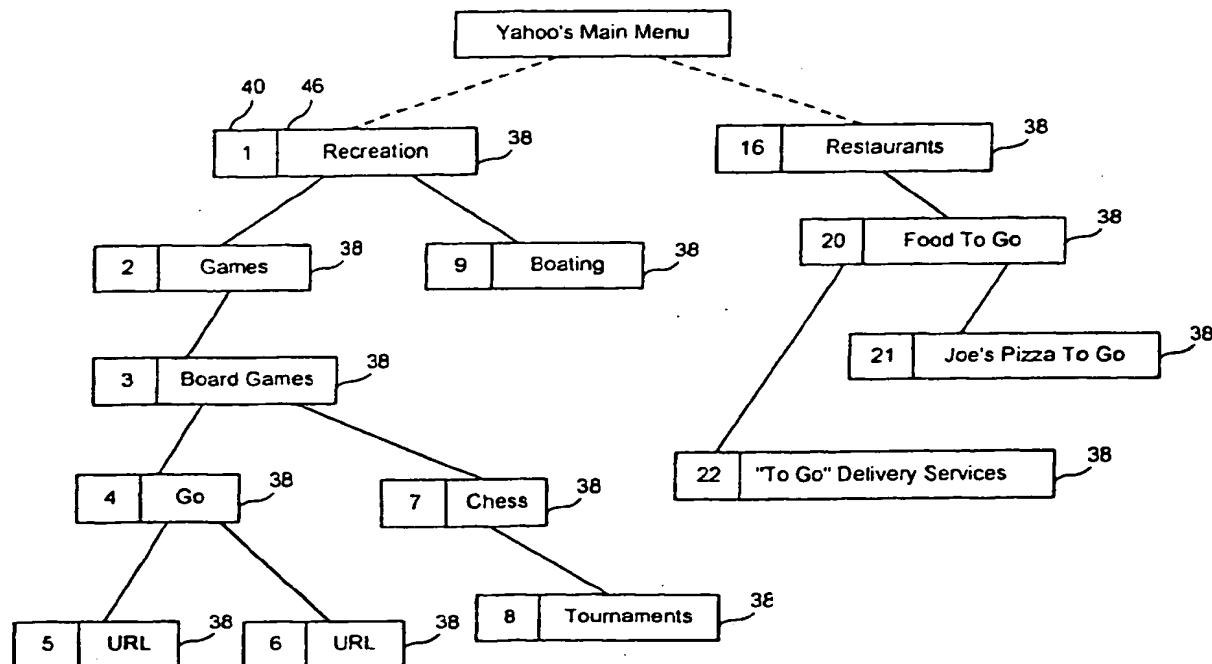 Yahoo's Main Menu
40 46
1 Recreation 38
16 Restaurants 38
2 Games 38
9 Boating 38
20 Food To Go 38
3 Board Games 38
21 Joe's Pizza To Go 38
4 Go 38
7 Chess 38
22 "To Go" Delivery Services 38
5 URL 38
6 URL 38
8 Tournaments 38